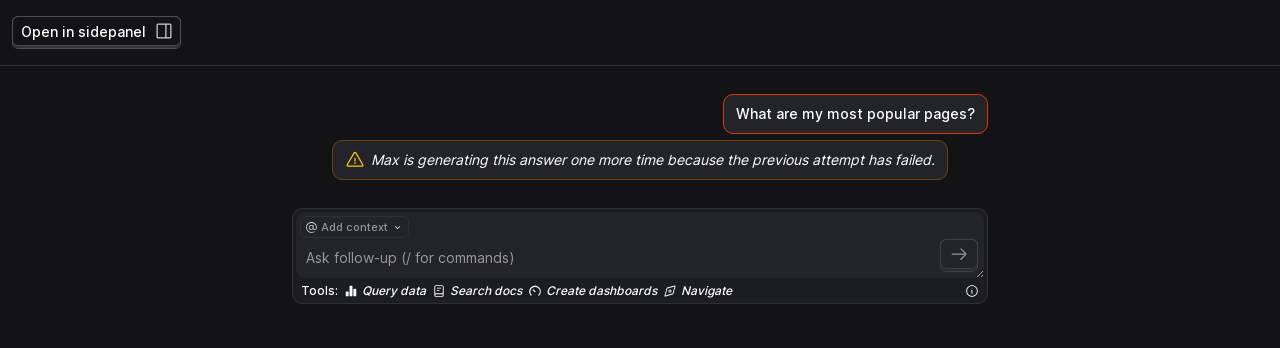 Open in sidepanel
What are my most popular pages?
Max is generating this answer one more time because the previous attempt has failed.
@ Add context
Ask follow-up (/ for commands)
Tools: Query data Search docs Create dashboards Navigate